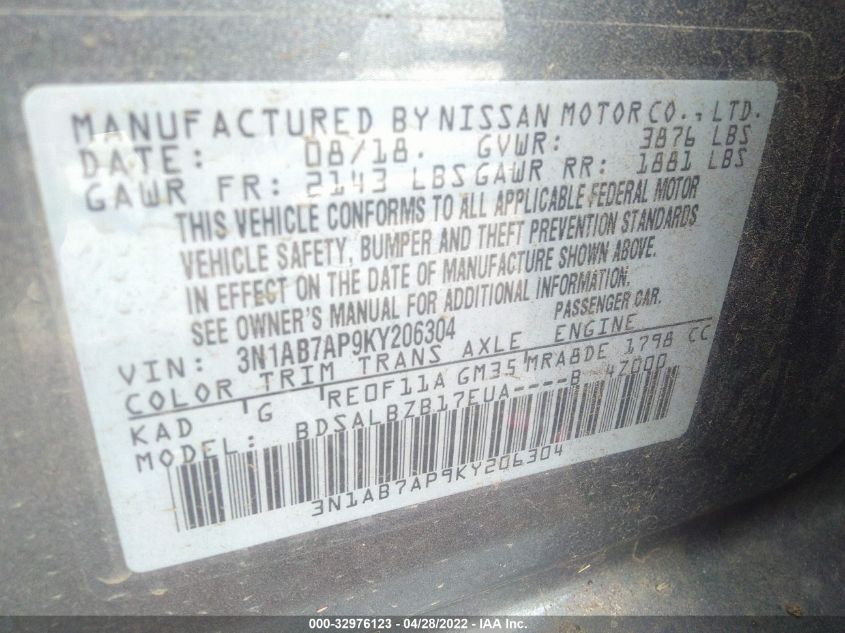 MANUFACTURED BY NISSAN MOTOR CO., LTD.
DATE: 08/18. GVWR: 3876 LBS
GAWR FR: 2143 LBS GAWR RR: 1881 LBS
THIS VEHICLE CONFORMS TO ALL APPLICABLE FEDERAL MOTOR
VEHICLE SAFETY, BUMPER AND THEFT PREVENTION STANDARDS
IN EFFECT ON THE DATE OF MANUFACTURE SHOWN ABOVE.
SEE OWNER'S MANUAL FOR ADDITIONAL INFORMATION.
VIN: 3N1AB7AP9KY206304 PASSENGER CAR.
COLOR TRIM TRANS AXLE ENGINE
KAD G RE0F11A GM35 MRA8DE 1798 CC
MODEL: BDSALBZB17EUA----B- 4Z000
3N1AB7AP9KY206304
000-32976123 04/28/2022 IAA Inc.